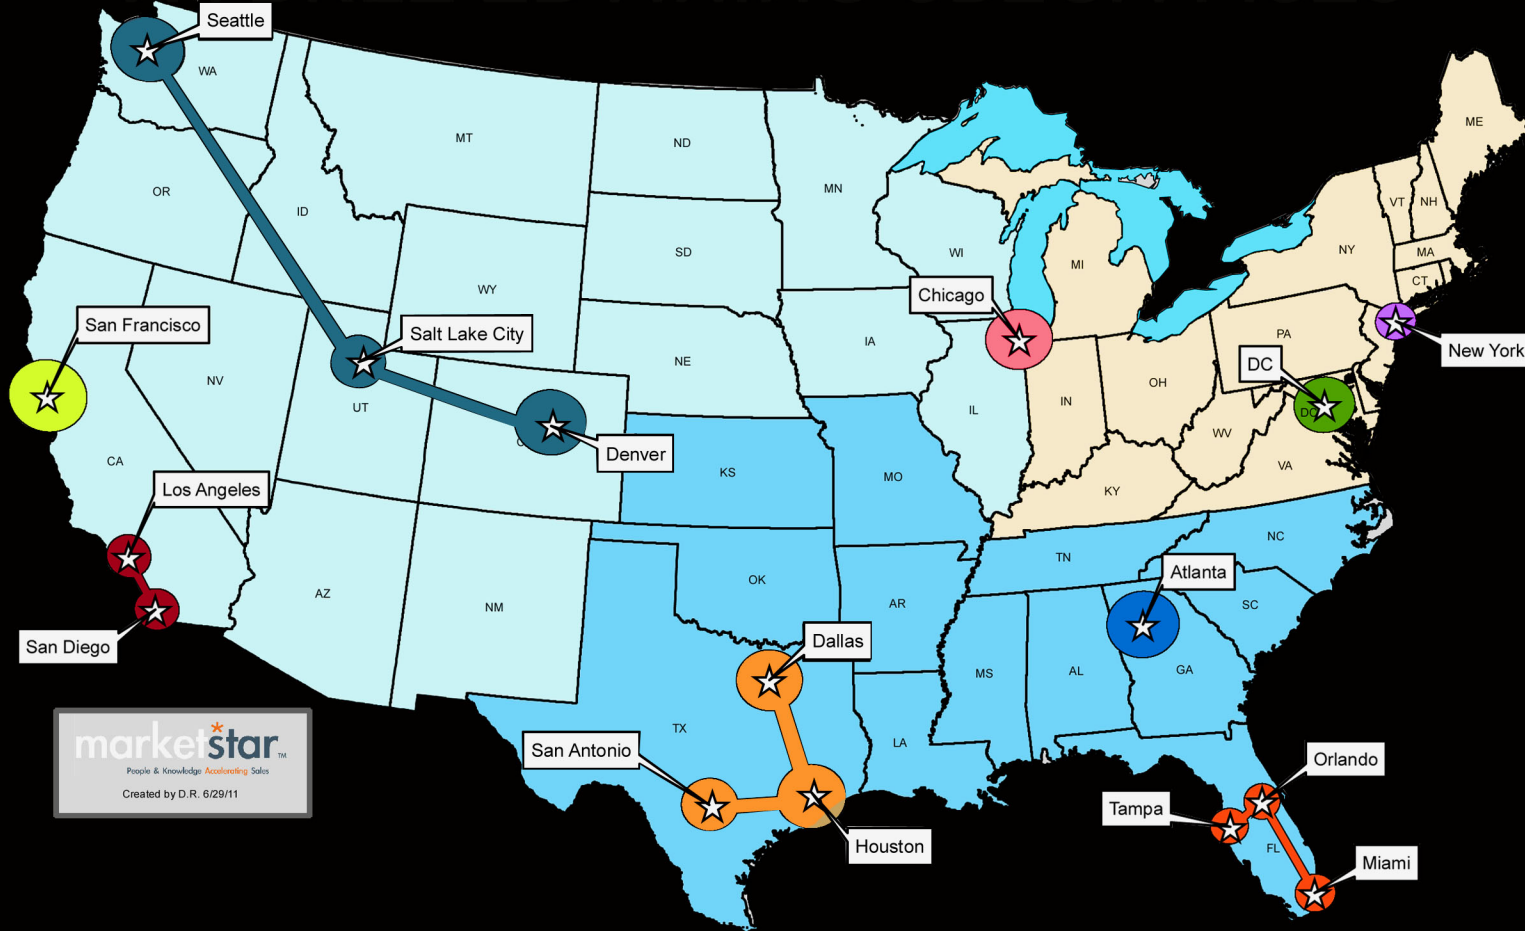 Seattle
WA
MT
ND
ME
OR
ID
MN
VT
NH
SD
WI
NY
MA
MI
CT
WY
Chicago
San Francisco
Salt Lake City
PA
New York
NE
IA
DC
NV
OH
UT
IL
IN
DC
WV
Denver
CA
KS
MO
VA
Los Angeles
KY
NC
TN
OK
Atlanta
AZ
NM
AR
SC
San Diego
Dallas
MS
AL
GA
TX
San Antonio
LA
Orlando
Tampa
Houston
FL
Miami
marketstar™
People & Knowledge Accelerating Sales
Created by D.R. 6/29/11